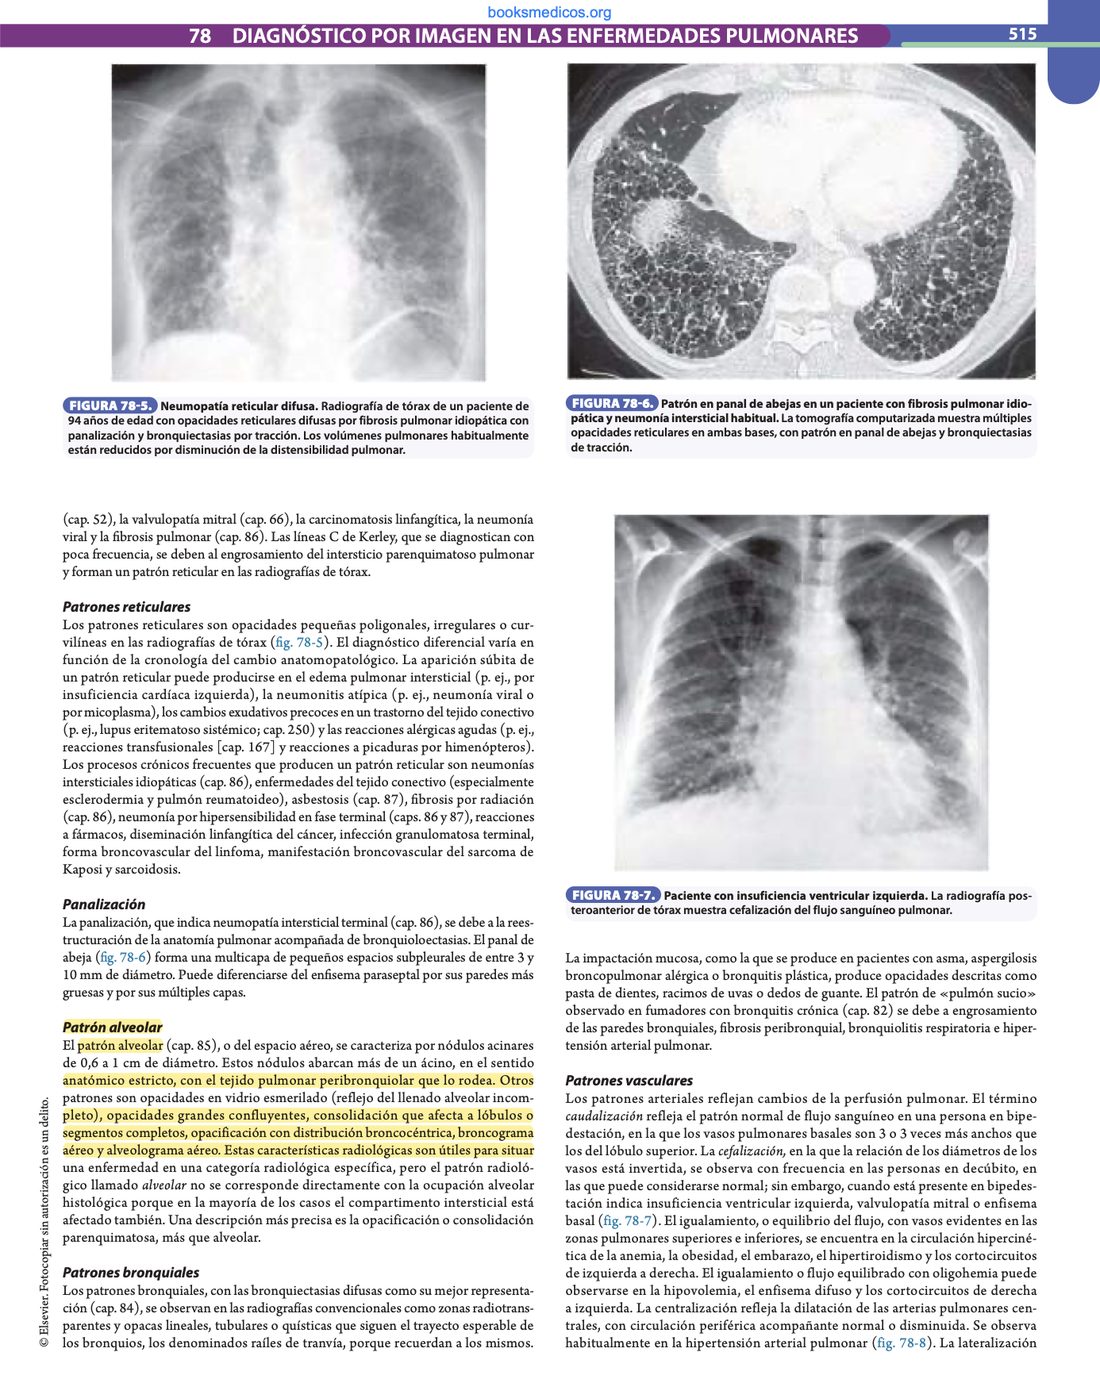 booksmedicos.org
78 DIAGNÓSTICO POR IMAGEN EN LAS ENFERMEDADES PULMONARES
515
FIGURA 78-5. Neumopatía reticular difusa. Radiografía de tórax de un paciente de
94 años de edad con opacidades reticulares difusas por fibrosis pulmonar idiopática con
panalización y bronquiectasias por tracción. Los volúmenes pulmonares habitualmente
están reducidos por disminución de la distensibilidad pulmonar.
FIGURA 78-6. Patrón en panal de abejas en un paciente con fibrosis pulmonar idio-
pática y neumonía intersticial habitual. La tomografía computarizada muestra múltiples
opacidades reticulares en ambas bases, con patrón en panal de abejas y bronquiectasias
de tracción.
(cap. 52), la valvulopatía mitral (cap. 66), la carcinomatosis linfangítica, la neumonía
viral y la fibrosis pulmonar (cap. 86). Las líneas C de Kerley, que se diagnostican con
poca frecuencia, se deben al engrosamiento del intersticio parenquimatoso pulmonar
y forman un patrón reticular en las radiografías de tórax.
Patrones reticulares
Los patrones reticulares son opacidades pequeñas poligonales, irregulares o cur-
vilíneas en las radiografías de tórax (fig. 78-5). El diagnóstico diferencial varía en
función de la cronología del cambio anatomopatológico. La aparición súbita de
un patrón reticular puede producirse en el edema pulmonar intersticial (p. ej., por
insuficiencia cardíaca izquierda), la neumonitis atípica (p. ej., neumonía viral o
por micoplasma), los cambios exudativos precoces en un trastorno del tejido conectivo
(p. ej., lupus eritematoso sistémico; cap. 250) y las reacciones alérgicas agudas (p. ej.,
reacciones transfusionales [cap. 167] y reacciones a picaduras por himenópteros).
Los procesos crónicos frecuentes que producen un patrón reticular son neumonías
intersticiales idiopáticas (cap. 86), enfermedades del tejido conectivo (especialmente
esclerodermia y pulmón reumatoideo), asbestosis (cap. 87), fibrosis por radiación
(cap. 86), neumonía por hipersensibilidad en fase terminal (caps. 86 y 87), reacciones
a fármacos, diseminación linfangítica del cáncer, infección granulomatosa terminal,
forma broncovascular del linfoma, manifestación broncovascular del sarcoma de
Kaposi y sarcoidosis.
Panalización
La panalización, que indica neumopatía intersticial terminal (cap. 86), se debe a la rees-
tructuración de la anatomía pulmonar acompañada de bronquioloectasias. El panal de
abeja (fig. 78-6) forma una multicapa de pequeños espacios subpleurales de entre 3 y
10 mm de diámetro. Puede diferenciarse del enfisema paraseptal por sus paredes más
gruesas y por sus múltiples capas.
Patrón alveolar
El patrón alveolar (cap. 85), o del espacio aéreo, se caracteriza por nódulos acinares
de 0,6 a 1 cm de diámetro. Estos nódulos abarcan más de un ácino, en el sentido
anatómico estricto, con el tejido pulmonar peribronquiolar que lo rodea. Otros
patrones son opacidades en vidrio esmerilado (reflejo del llenado alveolar incom-
pleto), opacidades grandes confluyentes, consolidación que afecta a lóbulos o
segmentos completos, opacificación con distribución broncocéntrica, broncograma
aéreo y alveolograma aéreo. Estas características radiológicas son útiles para situar
una enfermedad en una categoría radiológica específica, pero el patrón radioló-
gico llamado alveolar no se corresponde directamente con la ocupación alveolar
histológica porque en la mayoría de los casos el compartimento intersticial está
afectado también. Una descripción más precisa es la opacificación o consolidación
parenquimatosa, más que alveolar.
Patrones bronquiales
Los patrones bronquiales, con las bronquiectasias difusas como su mejor representa-
ción (cap. 84), se observan en las radiografías convencionales como zonas radiotrans-
parentes y opacas lineales, tubulares o quísticas que siguen el trayecto esperable de
los bronquios, los denominados raíles de tranvía, porque recuerdan a los mismos.
FIGURA 78-7. Paciente con insuficiencia ventricular izquierda. La radiografía pos-
teroanterior de tórax muestra cefalización del flujo sanguíneo pulmonar.
La impactación mucosa, como la que se produce en pacientes con asma, aspergilosis
broncopulmonar alérgica o bronquitis plástica, produce opacidades descritas como
pasta de dientes, racimos de uvas o dedos de guante. El patrón de «pulmón sucio»
observado en fumadores con bronquitis crónica (cap. 82) se debe a engrosamiento
de las paredes bronquiales, fibrosis peribronquial, bronquiolitis respiratoria e hiper-
tensión arterial pulmonar.
Patrones vasculares
Los patrones arteriales reflejan cambios de la perfusión pulmonar. El término
caudalización refleja el patrón normal de flujo sanguíneo en una persona en bipe-
destación, en la que los vasos pulmonares basales son 3 o 3 veces más anchos que
los del lóbulo superior. La cefalización, en la que la relación de los diámetros de los
vasos está invertida, se observa con frecuencia en las personas en decúbito, en
las que puede considerarse normal; sin embargo, cuando está presente en bipedes-
tación indica insuficiencia ventricular izquierda, valvulopatía mitral o enfisema
basal (fig. 78-7). El igualamiento, o equilibrio del flujo, con vasos evidentes en las
zonas pulmonares superiores e inferiores, se encuentra en la circulación hiperciné-
tica de la anemia, la obesidad, el embarazo, el hipertiroidismo y los cortocircuitos
de izquierda a derecha. El igualamiento o flujo equilibrado con oligohemia puede
observarse en la hipovolemia, el enfisema difuso y los cortocircuitos de derecha
a izquierda. La centralización refleja la dilatación de las arterias pulmonares cen-
trales, con circulación periférica acompañante normal o disminuida. Se observa
habitualmente en la hipertensión arterial pulmonar (fig. 78-8). La lateralización
© Elsevier. Fotocopiar sin autorización es un delito.